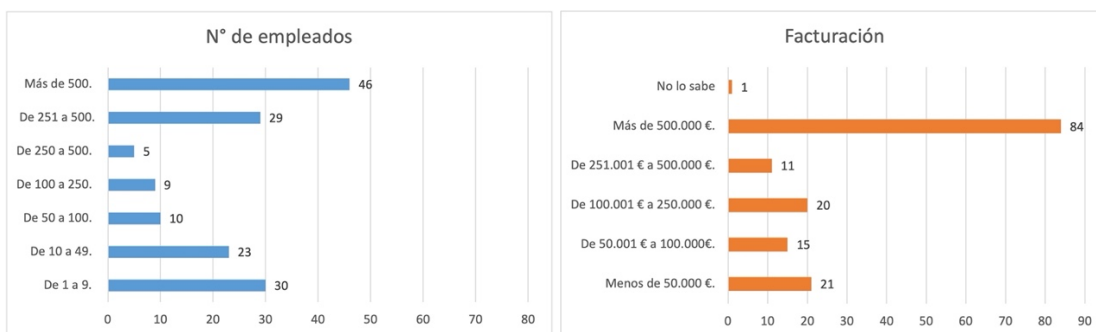 N° de empleados
Más de 500.
46
De 251 a 500.
29
De 250 a 500.
5
De 100 a 250.
9
De 50 a 100.
10
De 10 a 49.
23
De 1 a 9.
30
0 10 20 30 40 50 60 70 80
Facturación
No lo sabe
1
Más de 500.000 €.
84
De 251.001 € a 500.000 €.
11
De 100.001 € a 250.000 €.
20
De 50.001 € a 100.000€.
15
Menos de 50.000 €.
21
0 10 20 30 40 50 60 70 80 90